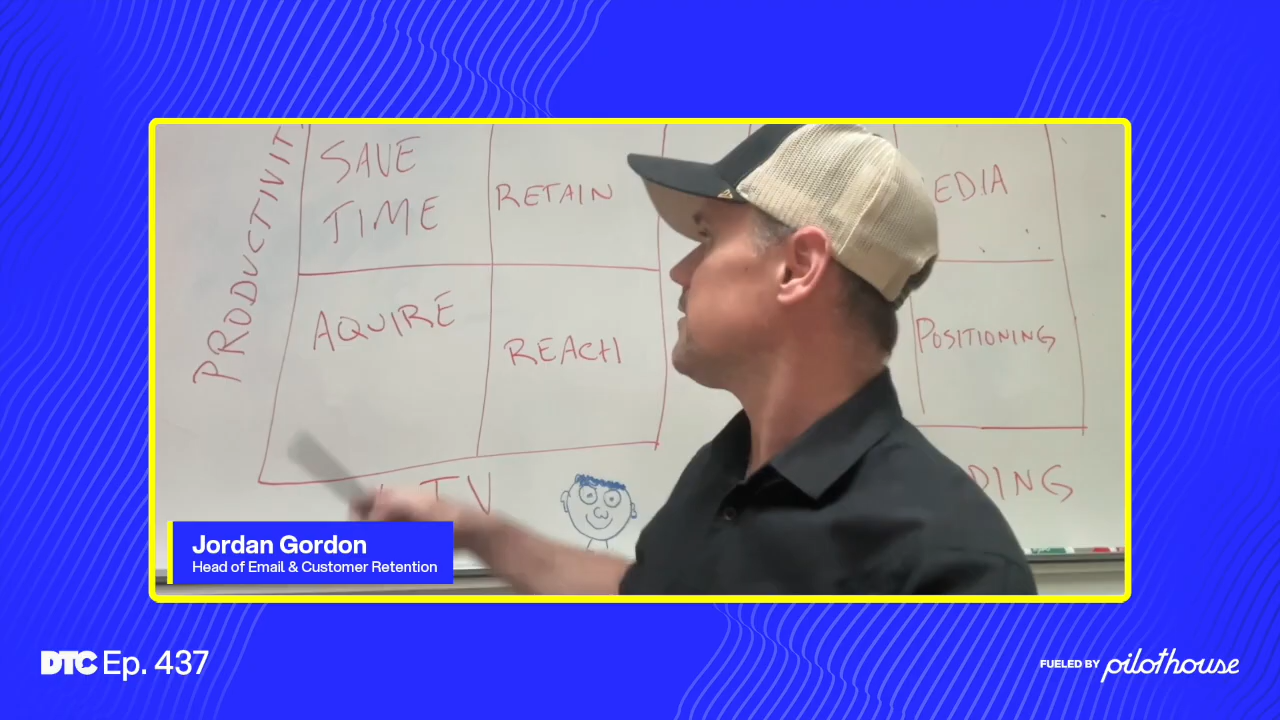 PRODUCTIVIT
SAVE
TIME
RETAIN
EDIA
AQUIRE
REACH
POSITIONING
TV
DING
Jordan Gordon
Head of Email & Customer Retention
DTC Ep. 437
FUELED BY pilothouse